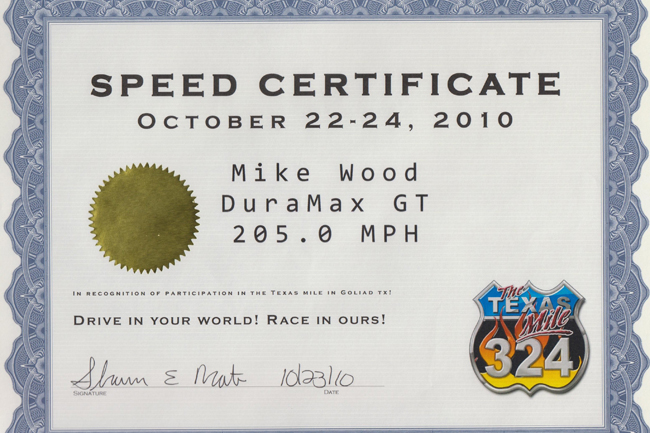 SPEED CERTIFICATE
OCTOBER 22-24, 2010
Mike Wood
DuraMax GT
205.0 MPH
IN RECOGNITION OF PARTICIPATION IN THE TEXAS MILE IN GOLIAD TX!
DRIVE IN YOUR WORLD! RACE IN OURS!
Shawn E 10/23/10
SIGNATURE DATE
The
TEXAS
Mile
324